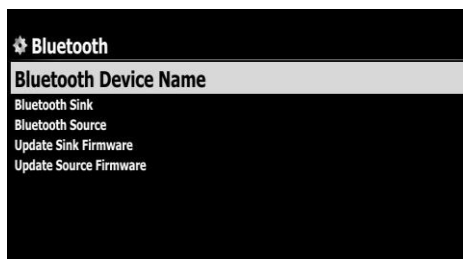 Bluetooth
Bluetooth Device Name
Bluetooth Sink
Bluetooth Source
Update Sink Firmware
Update Source Firmware